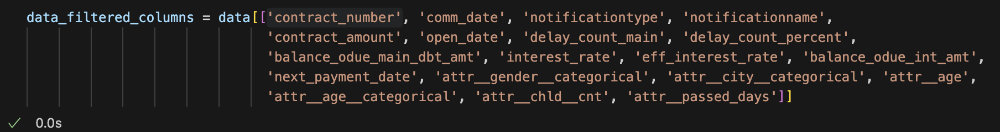 data_filtered_columns = data[['contract_number', 'comm_date', 'notificationtype', 'notificationname',
'contract_amount', 'open_date', 'delay_count_main', 'delay_count_percent',
'balance_odue_main_dbt_amt', 'interest_rate', 'eff_interest_rate', 'balance_odue_int_amt',
'next_payment_date', 'attr__gender__categorical', 'attr__city__categorical', 'attr__age',
'attr__age__categorical', 'attr__chld__cnt', 'attr__passed_days']]
0.0s